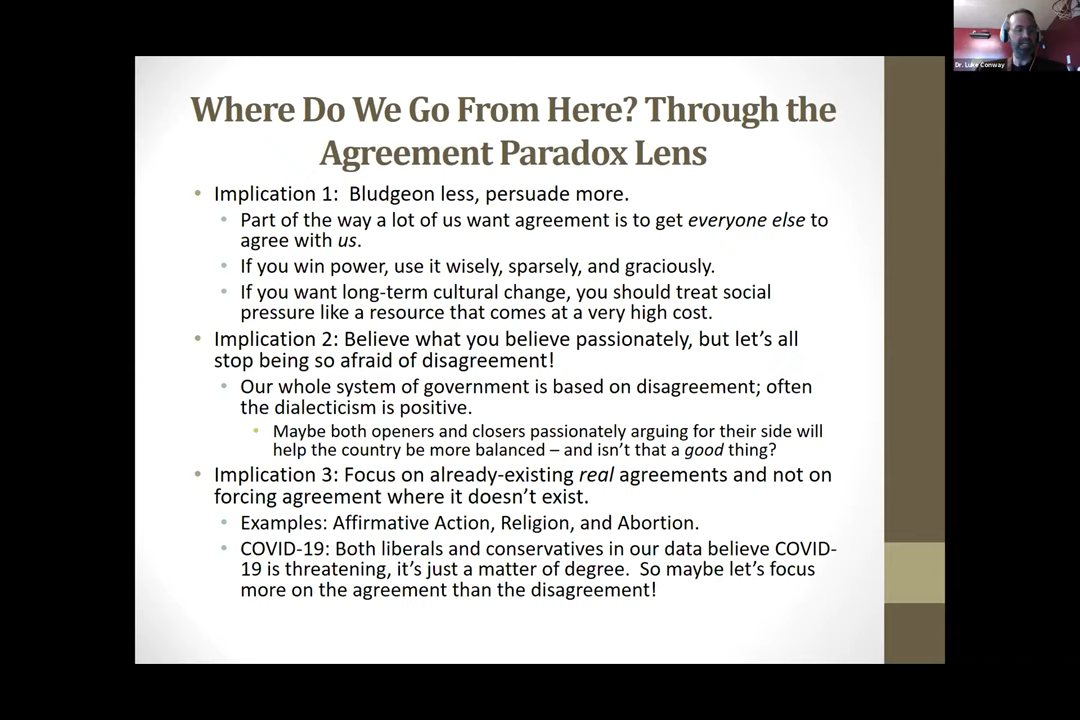 Dr. Luke Conway
Where Do We Go From Here? Through the
Agreement Paradox Lens
• Implication 1:  Bludgeon less, persuade more.
• Part of the way a lot of us want agreement is to get everyone else to
agree with us.
• If you win power, use it wisely, sparsely, and graciously.
• If you want long-term cultural change, you should treat social
pressure like a resource that comes at a very high cost.
• Implication 2: Believe what you believe passionately, but let's all
stop being so afraid of disagreement!
• Our whole system of government is based on disagreement; often
the dialecticism is positive.
• Maybe both openers and closers passionately arguing for their side will
help the country be more balanced – and isn't that a good thing?
• Implication 3: Focus on already-existing real agreements and not on
forcing agreement where it doesn't exist.
• Examples: Affirmative Action, Religion, and Abortion.
• COVID-19: Both liberals and conservatives in our data believe COVID-
19 is threatening, it's just a matter of degree.  So maybe let's focus
more on the agreement than the disagreement!